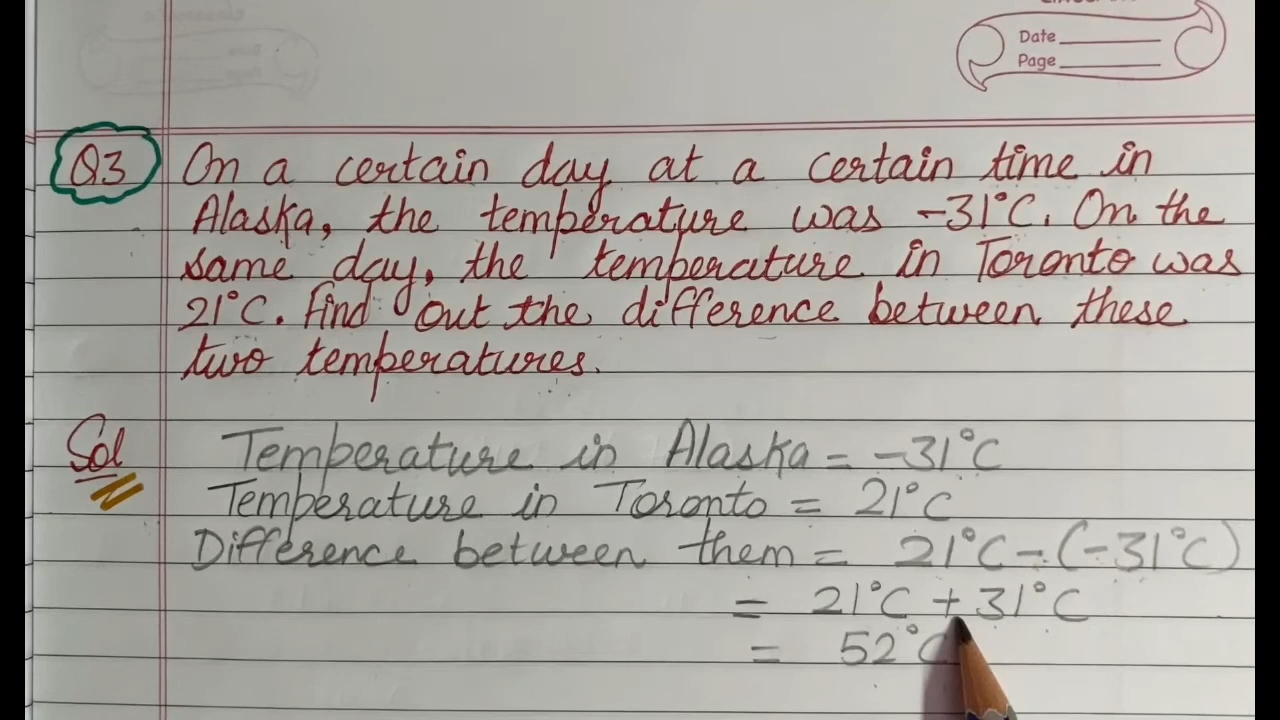 Date
Page
Q3 On a certain day at a certain time in
Alaska, the temperature was -31°C. On the
same day, the temperature in Toronto was
21°C. Find out the difference between these
two temperatures.
Sol Temperature in Alaska = -31°C
Temperature in Toronto = 21°C
Difference between them = 21°C - (-31°C)
= 21°C + 31°C
= 52°C